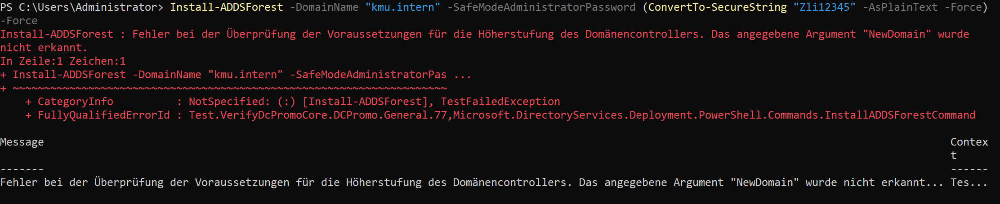 PS C:\Users\Administrator> Install-ADDSForest -DomainName "kmu.intern" -SafeModeAdministratorPassword (ConvertTo-SecureString "Zli12345" -AsPlainText -Force)
-Force
Install-ADDSForest : Fehler bei der Überprüfung der Voraussetzungen für die Höherstufung des Domänencontrollers. Das angegebene Argument "NewDomain" wurde
nicht erkannt.
In Zeile:1 Zeichen:1
+ Install-ADDSForest -DomainName "kmu.intern" -SafeModeAdministratorPas ...
+ ~~~~~~~~~~~~~~~~~~~~~~~~~~~~~~~~~~~~~~~~~~~~~~~~~~~~~~~~~~~~~~~~~~~~~
    + CategoryInfo          : NotSpecified: (:) [Install-ADDSForest], TestFailedException
    + FullyQualifiedErrorId : Test.VerifyDcPromoCore.DCPromo.General.77,Microsoft.DirectoryServices.Deployment.PowerShell.Commands.InstallADDSForestCommand
Message Contex
t
------- ------
Fehler bei der Überprüfung der Voraussetzungen für die Höherstufung des Domänencontrollers. Das angegebene Argument "NewDomain" wurde nicht erkannt... Tes...